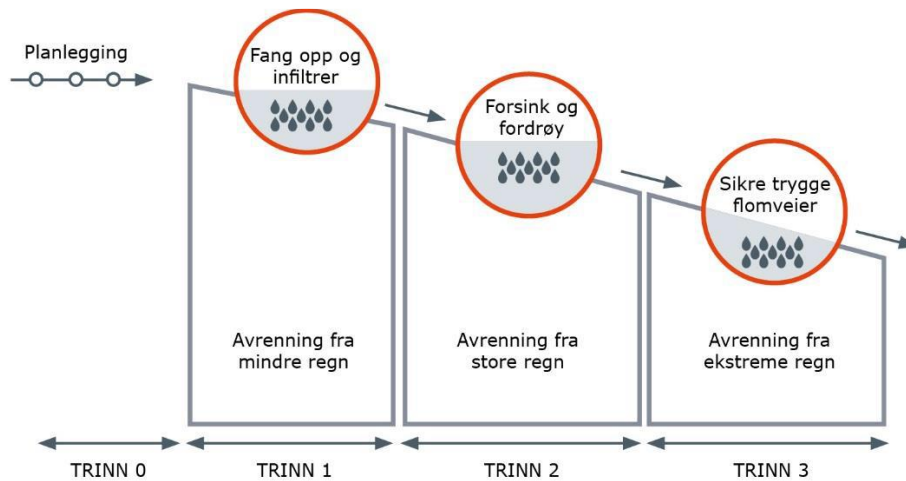 Planlegging
Fang opp og
infiltrer
Forsink og
fordrøy
Sikre trygge
flomveier
Avrenning fra
mindre regn
Avrenning fra
store regn
Avrenning fra
ekstreme regn
TRINN 0
TRINN 1
TRINN 2
TRINN 3